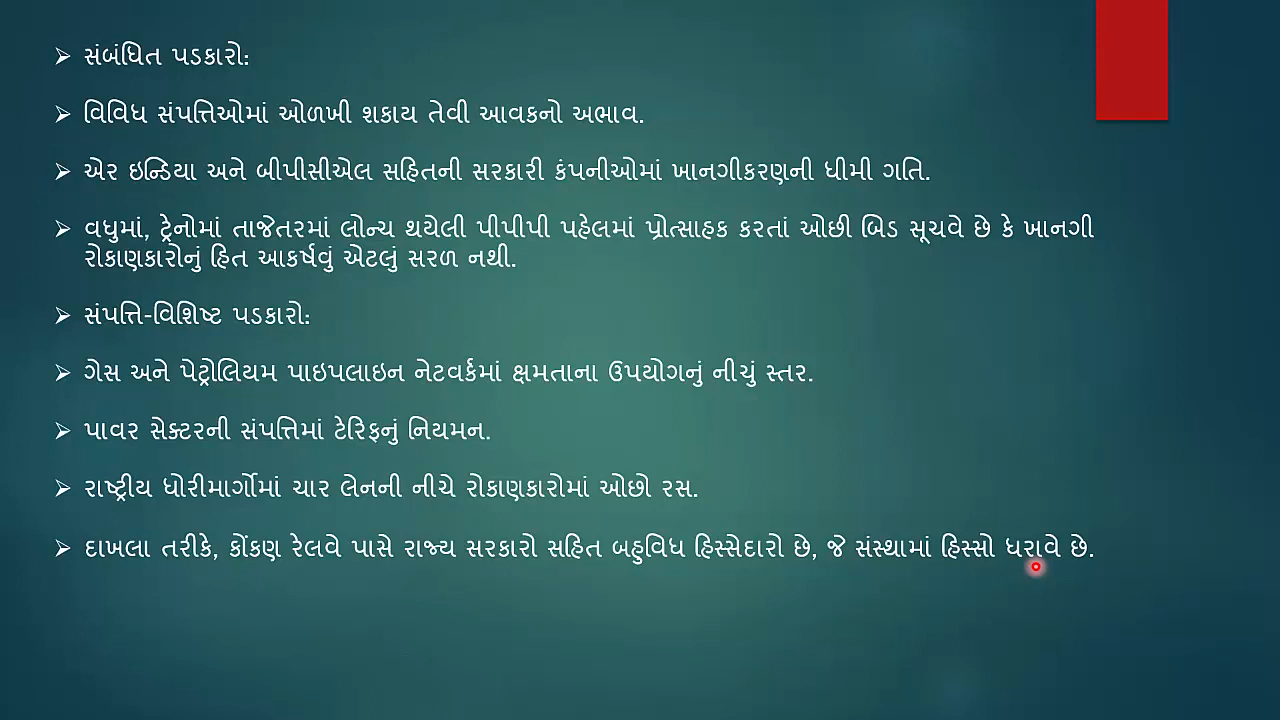 સંબંધિત પડકારો:
વિવિધ સંપત્તિઓમાં ઓળખી શકાય તેવી આવકનો અભાવ.
એર ઇન્ડિયા અને બીપીસીએલ સહિતની સરકારી કંપનીઓમાં ખાનગીકરણની ધીમી ગતિ.
વધુમાં, ટ્રેનોમાં તાજેતરમાં લોન્ચ થયેલી પીપીપી પહેલમાં પ્રોત્સાહક કરતાં ઓછી બિડ સૂચવે છે કે ખાનગી
રોકાણકારોનું હિત આકર્ષવું એટલું સરળ નથી.
સંપત્તિ-વિશિષ્ટ પડકારો:
ગેસ અને પેટ્રોલિયમ પાઇપલાઇન નેટવર્કમાં ક્ષમતાના ઉપયોગનું નીચું સ્તર.
પાવર સેક્ટરની સંપત્તિમાં ટેરિફનું નિયમન.
રાષ્ટ્રીય ધોરીમાર્ગોમાં ચાર લેનની નીચે રોકાણકારોમાં ઓછો રસ.
દાખલા તરીકે, કોંકણ રેલવે પાસે રાજ્ય સરકારો સહિત બહુવિધ હિસ્સેદારો છે, જે સંસ્થામાં હિસ્સો ધરાવે છે.